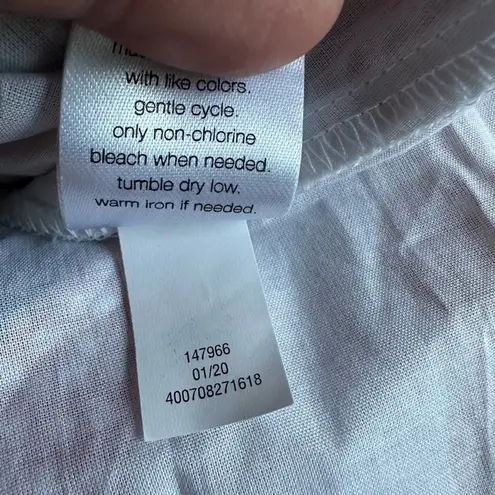 with like colors.
gentle cycle.
only non-chlorine
bleach when needed.
tumble dry low.
warm iron if needed.
147966
01/20
400708271618